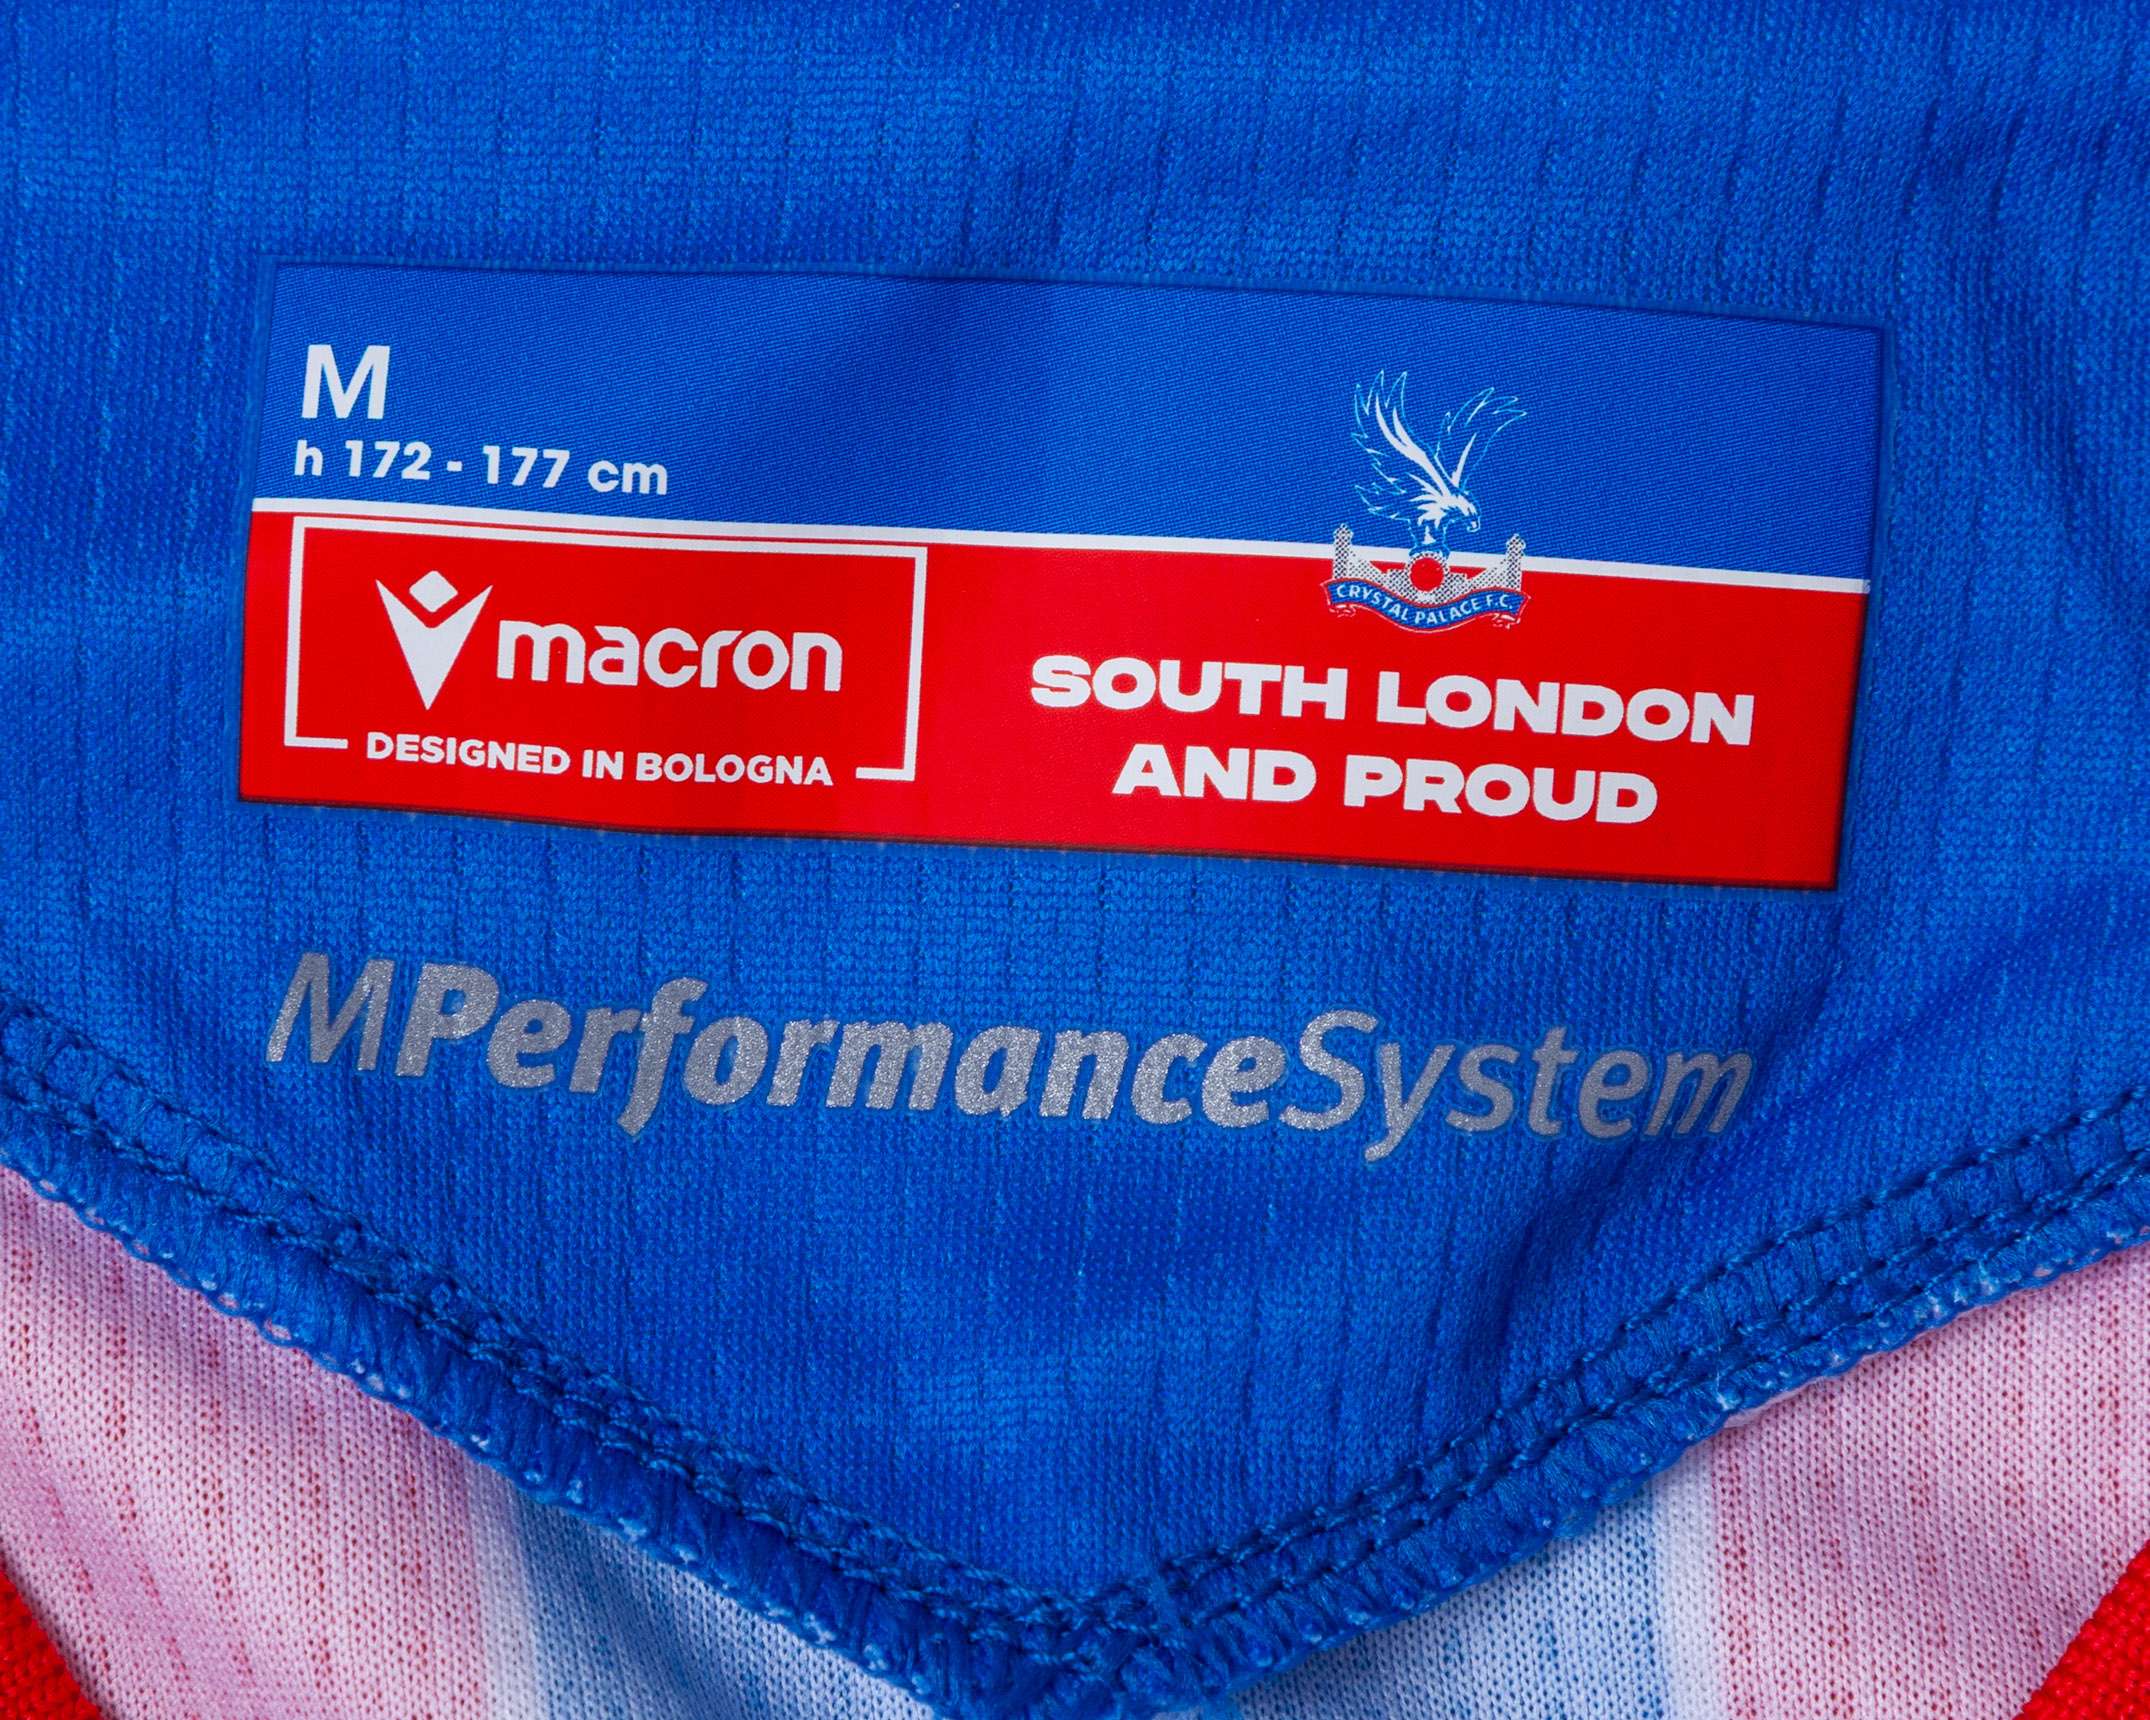 M
h 172 - 177 cm
macron
DESIGNED IN BOLOGNA
CRYSTAL PALACE F.C.
SOUTH LONDON
AND PROUD
MPerformanceSystem